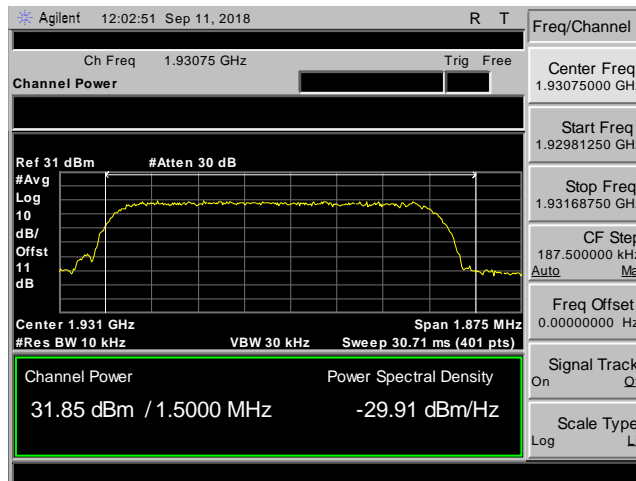 Agilent 12:02:51 Sep 11, 2018 R T
Freq/Channel
Ch Freq 1.93075 GHz Trig Free
Channel Power
Center Freq
1.93075000 GH
Start Freq
1.92981250 GH
Stop Freq
1.93168750 GH
CF Step
187.500000 kHz
Auto Ma
Freq Offset
0.00000000 Hz
Signal Track
On O
Scale Type
Log L
Ref 31 dBm #Atten 30 dB
#Avg
Log
10
dB/
Offst
11
dB
Center 1.931 GHz Span 1.875 MHz
#Res BW 10 kHz VBW 30 kHz Sweep 30.71 ms (401 pts)
Channel Power Power Spectral Density
31.85 dBm / 1.5000 MHz -29.91 dBm/Hz